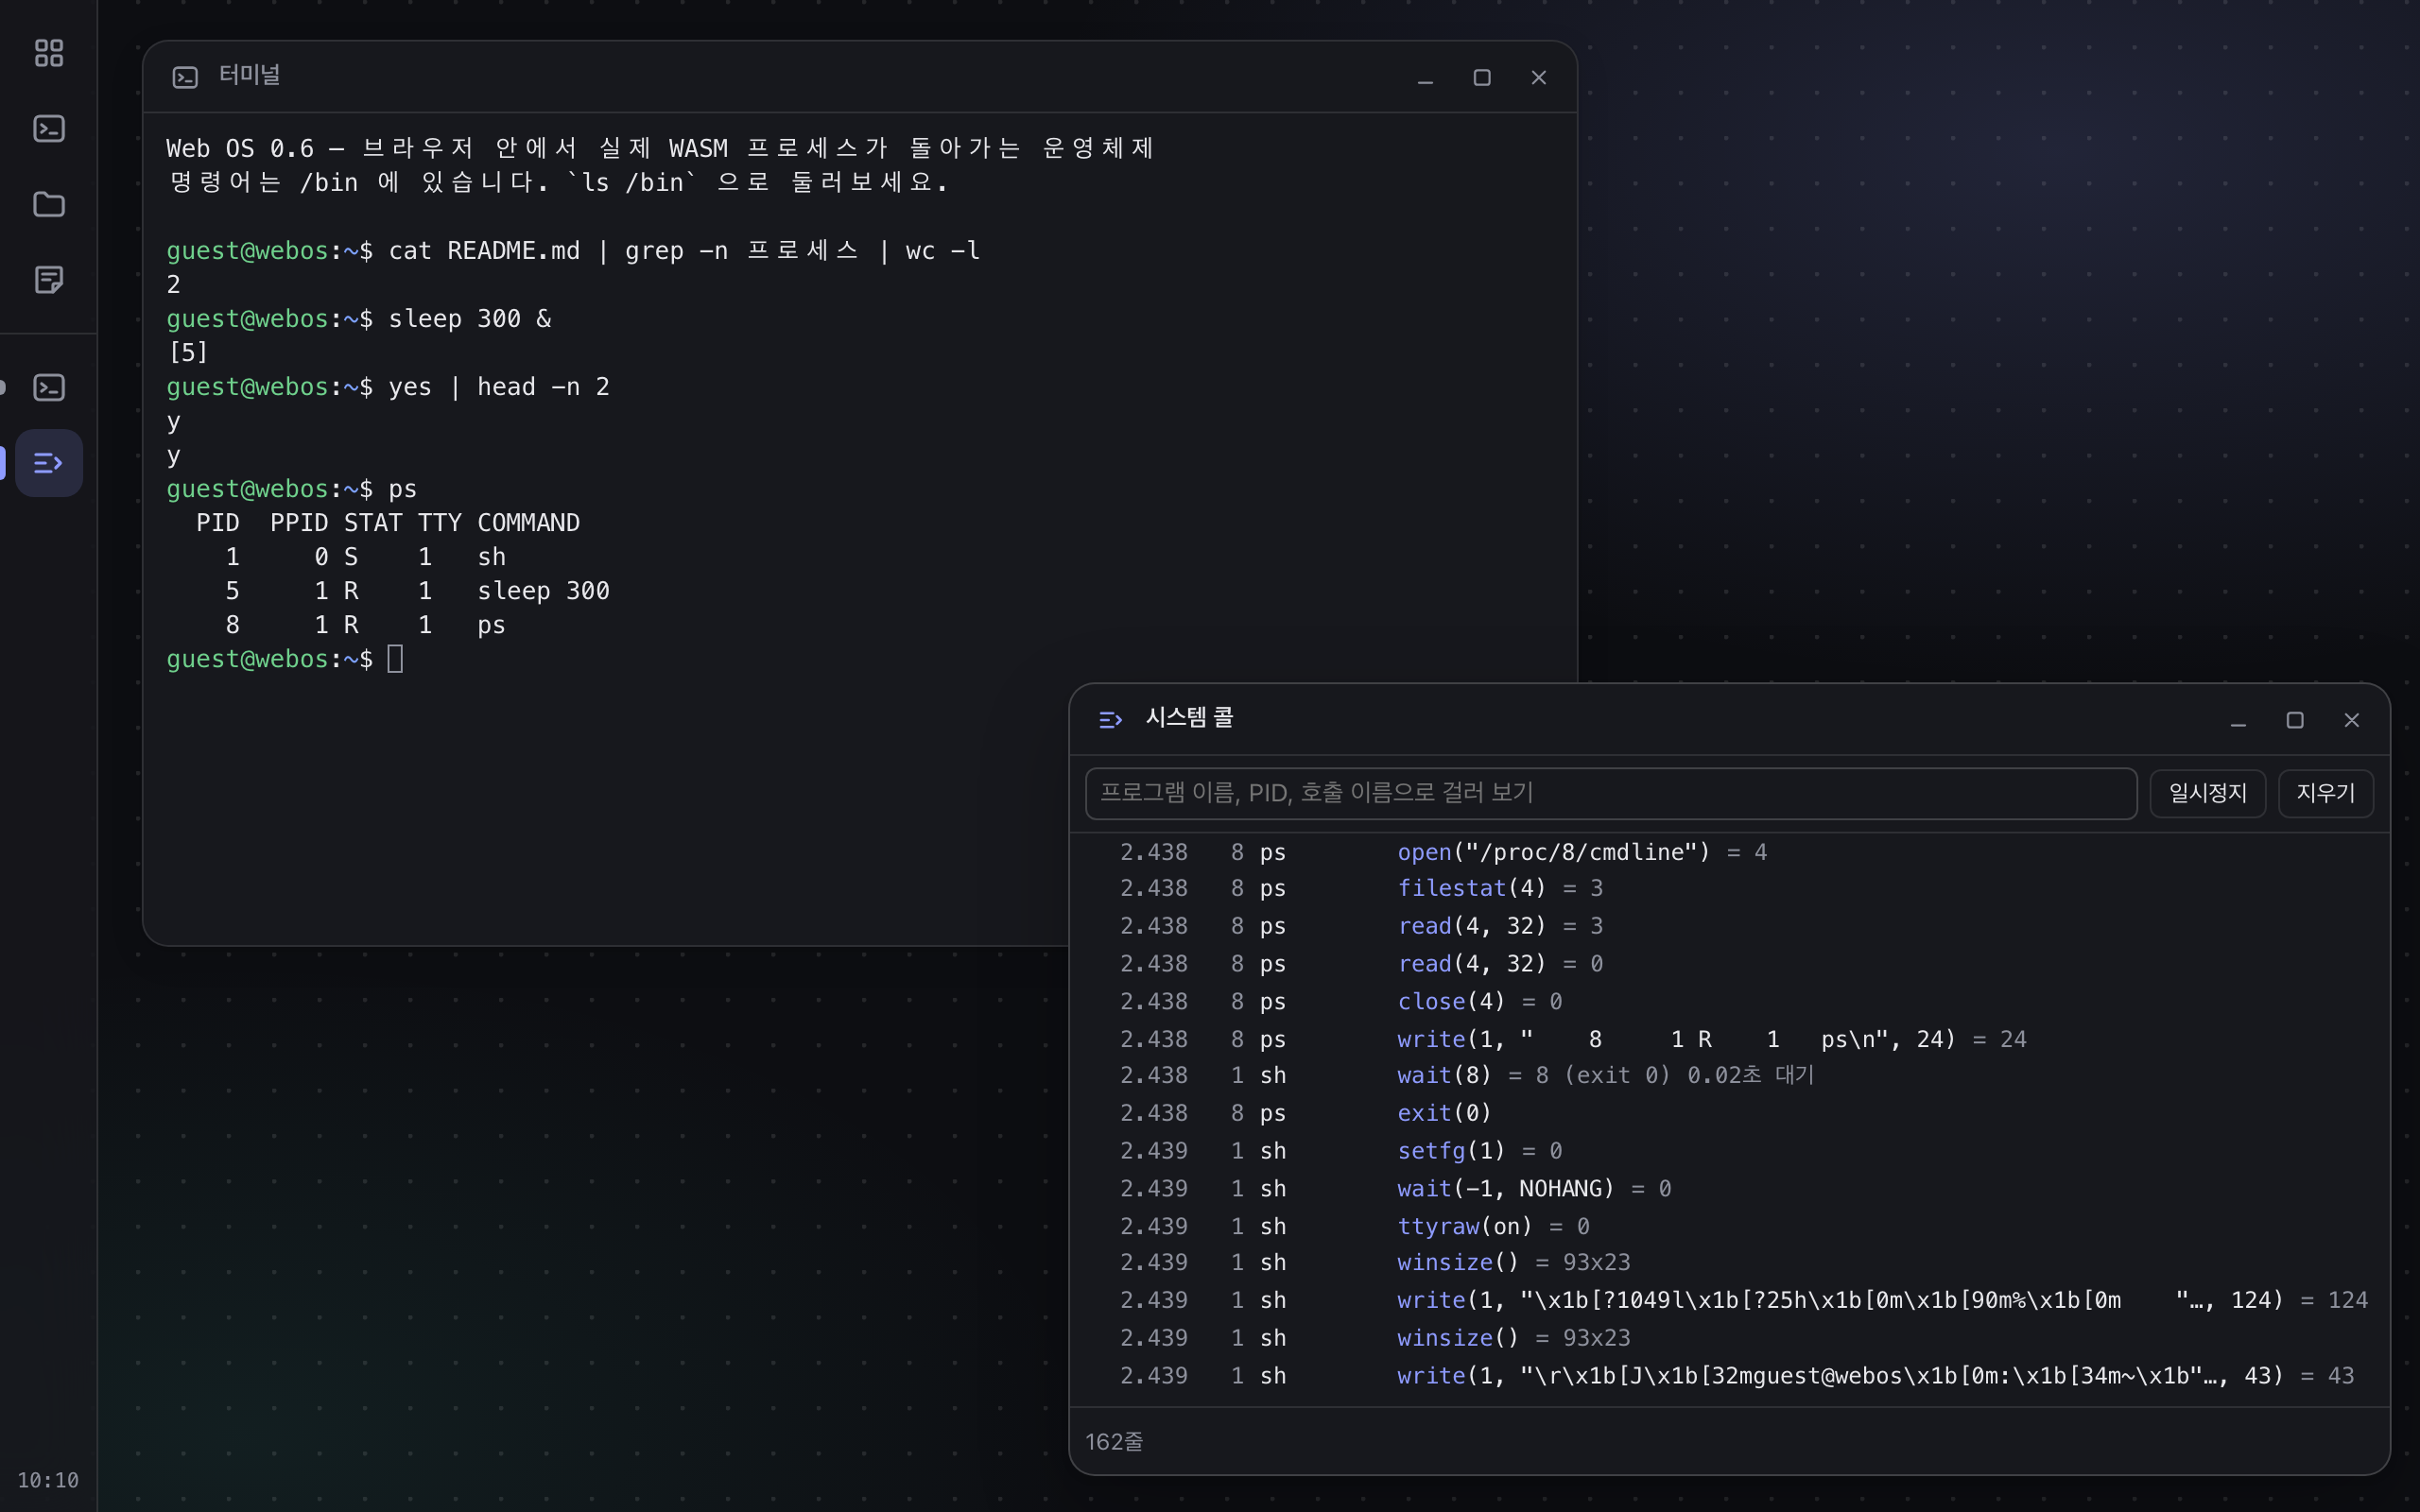 터미널
Web OS 0.6 — 브라우저 안에서 실제 WASM 프로세스가 돌아가는 운영체제
명령어는 /bin 에 있습니다. `ls /bin` 으로 둘러보세요.
guest@webos:~$ cat README.md | grep -n 프로세스 | wc -l
2
guest@webos:~$ sleep 300 &
[5]
guest@webos:~$ yes | head -n 2
y
y
guest@webos:~$ ps
  PID  PPID STAT TTY COMMAND
    1     0 S    1   sh
    5     1 R    1   sleep 300
    8     1 R    1   ps
guest@webos:~$
시스템 콜
프로그램 이름, PID, 호출 이름으로 걸러 보기 일시정지 지우기
2.438 8 ps open("/proc/8/cmdline") = 4
2.438 8 ps filestat(4) = 3
2.438 8 ps read(4, 32) = 3
2.438 8 ps read(4, 32) = 0
2.438 8 ps close(4) = 0
2.438 8 ps write(1, "    8     1 R    1   ps\n", 24) = 24
2.438 1 sh wait(8) = 8 (exit 0) 0.02초 대기
2.438 8 ps exit(0)
2.439 1 sh setfg(1) = 0
2.439 1 sh wait(-1, NOHANG) = 0
2.439 1 sh ttyraw(on) = 0
2.439 1 sh winsize() = 93x23
2.439 1 sh write(1, "\x1b[?1049l\x1b[?25h\x1b[0m\x1b[90m%\x1b[0m    "…, 124) = 124
2.439 1 sh winsize() = 93x23
2.439 1 sh write(1, "\r\x1b[J\x1b[32mguest@webos\x1b[0m:\x1b[34m~\x1b"…, 43) = 43
162줄
10:10